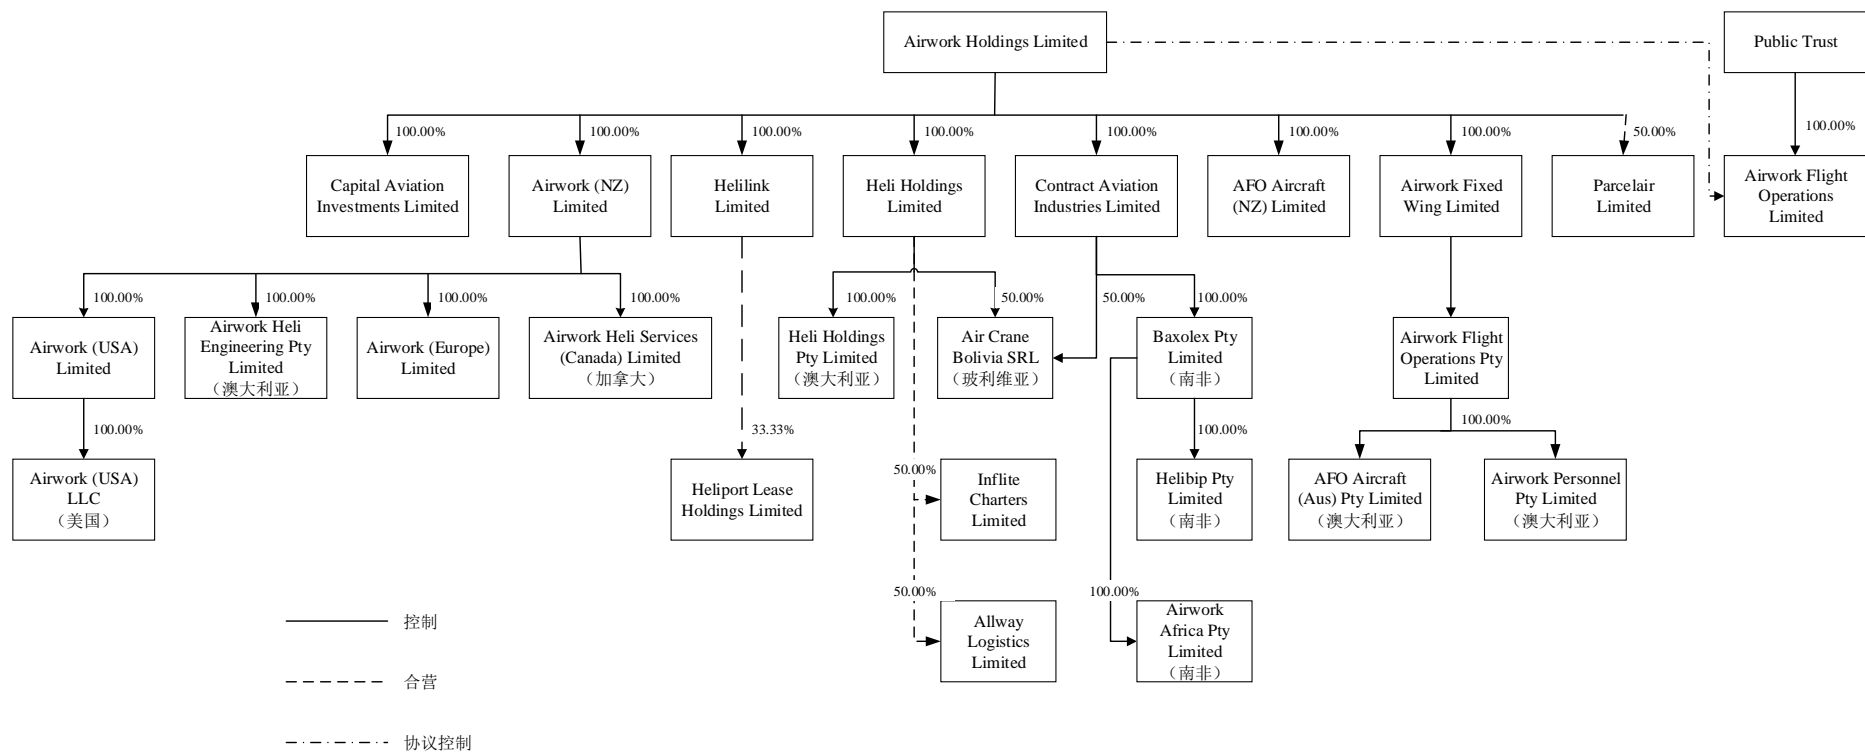 Airwork Holdings Limited
Public Trust
100.00%
100.00%
100.00%
100.00%
100.00%
100.00%
100.00%
50.00%
100.00%
Capital Aviation
Investments Limited
Airwork (NZ)
Limited
Helilink
Limited
Heli Holdings
Limited
Contract Aviation
Industries Limited
AFO Aircraft
(NZ) Limited
Airwork Fixed
Wing Limited
Parcelair
Limited
Airwork Flight
Operations
Limited
100.00%
100.00%
100.00%
100.00%
100.00%
50.00%
50.00%
100.00%
Airwork (USA)
Limited
Airwork Heli
Engineering Pty
Limited
（澳大利亚）
Airwork (Europe)
Limited
Airwork Heli Services
(Canada) Limited
（加拿大）
Heli Holdings
Pty Limited
（澳大利亚）
Air Crane
Bolivia SRL
（玻利维亚）
Baxolex Pty
Limited
（南非）
Airwork Flight
Operations Pty
Limited
100.00%
33.33%
100.00%
100.00%
Airwork (USA)
LLC
（美国）
Heliport Lease
Holdings Limited
50.00%
Inflite
Charters
Limited
Helibip Pty
Limited
（南非）
AFO Aircraft
(Aus) Pty Limited
（澳大利亚）
Airwork Personnel
Pty Limited
（澳大利亚）
50.00%
100.00%
Allway
Logistics
Limited
Airwork
Africa Pty
Limited
（南非）
控制
合营
协议控制